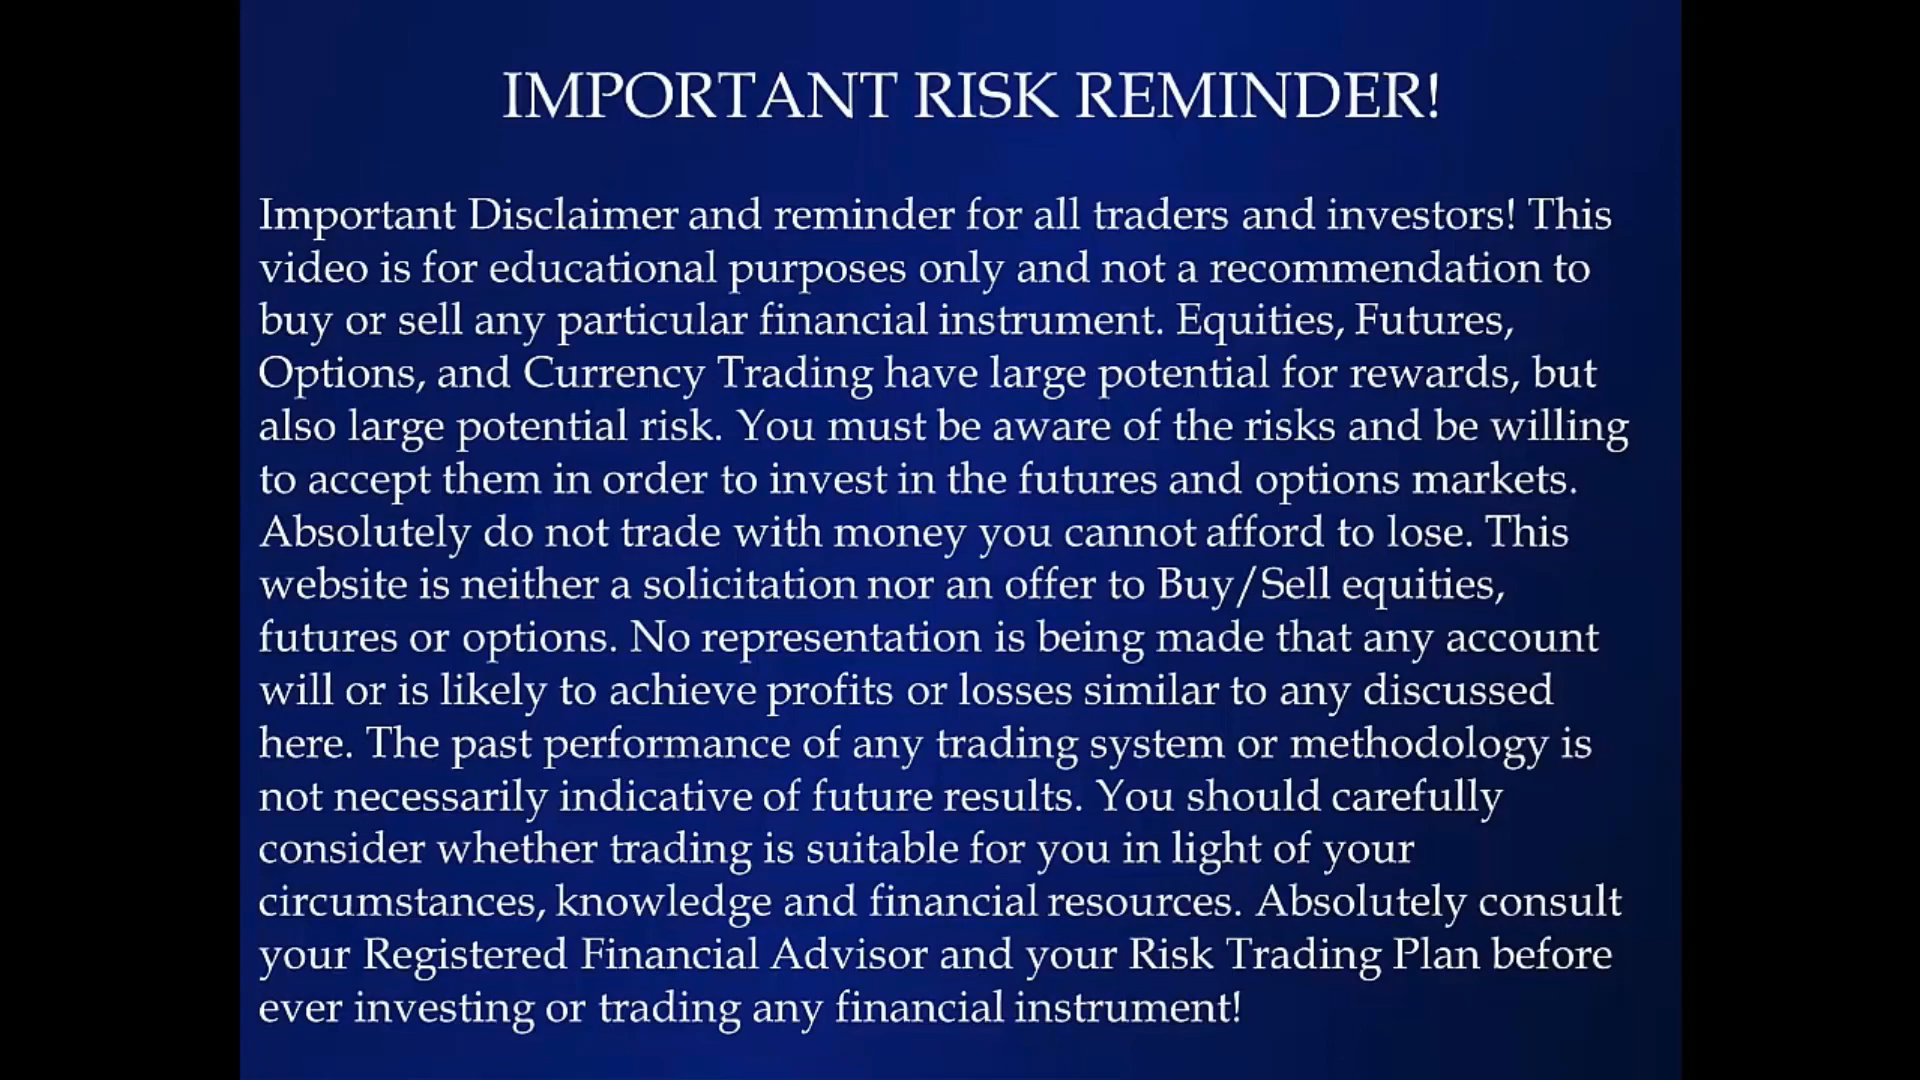 IMPORTANT RISK REMINDER!
Important Disclaimer and reminder for all traders and investors! This
video is for educational purposes only and not a recommendation to
buy or sell any particular financial instrument. Equities, Futures,
Options, and Currency Trading have large potential for rewards, but
also large potential risk. You must be aware of the risks and be willing
to accept them in order to invest in the futures and options markets.
Absolutely do not trade with money you cannot afford to lose. This
website is neither a solicitation nor an offer to Buy/Sell equities,
futures or options. No representation is being made that any account
will or is likely to achieve profits or losses similar to any discussed
here. The past performance of any trading system or methodology is
not necessarily indicative of future results. You should carefully
consider whether trading is suitable for you in light of your
circumstances, knowledge and financial resources. Absolutely consult
your Registered Financial Advisor and your Risk Trading Plan before
ever investing or trading any financial instrument!